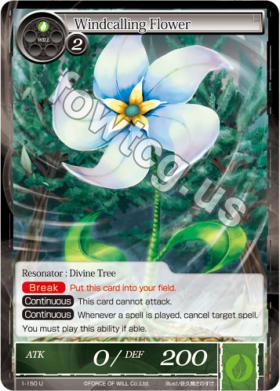 Windcalling Flower
WILL
2
fowtcg.us
Resonator : Divine Tree
Break Put this card into your field.
Continuous This card cannot attack.
Continuous Whenever a spell is played, cancel target spell.
You must play this ability if able.
ATK 0/ DEF 200
1-150 U
©FORCE OF WILL Co.,Ltd.